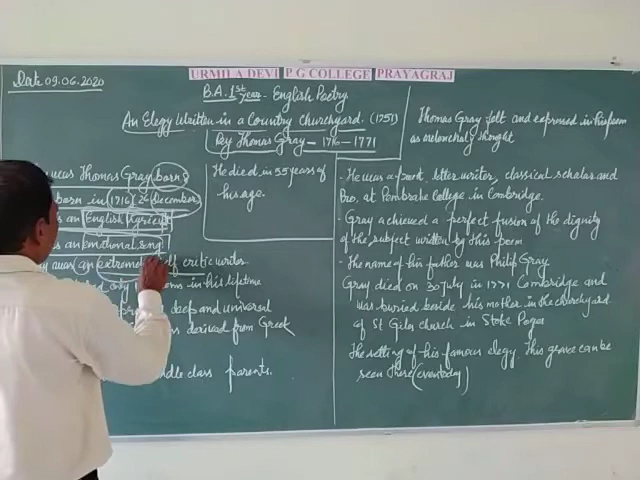 URMILA DEVI P G COLLEGE PRAYAGRAJ
Date 09.06.2020
B.A. 1st year - English Poetry
An Elegy Written in a Country Churchyard. (1751)
By Thomas Gray - 1716 - 1771
Thomas Gray felt and expressed in his poem
as melancholy thought
was Thomas Gray born
born in (1716) (26 December)
is an English
is an emotional song
was an extremely self critic writer
only poems in his lifetime
deep and universal
derived from Greek
middle class parents.
He died in 55 years of
his age.
- He was a poet, letter writer, classical scholar and
Pro. at Pembroke College in Cambridge.
- Gray achieved a perfect fusion of the dignity
of the subject written by this poem
- The name of his father was Philip Gray
Gray died on 30 July in 1771 Cambridge and
was buried beside his mother in the churchyard
of St Giles church in Stoke Poges
The setting of his famous elegy. This grave can be
seen there (even today)